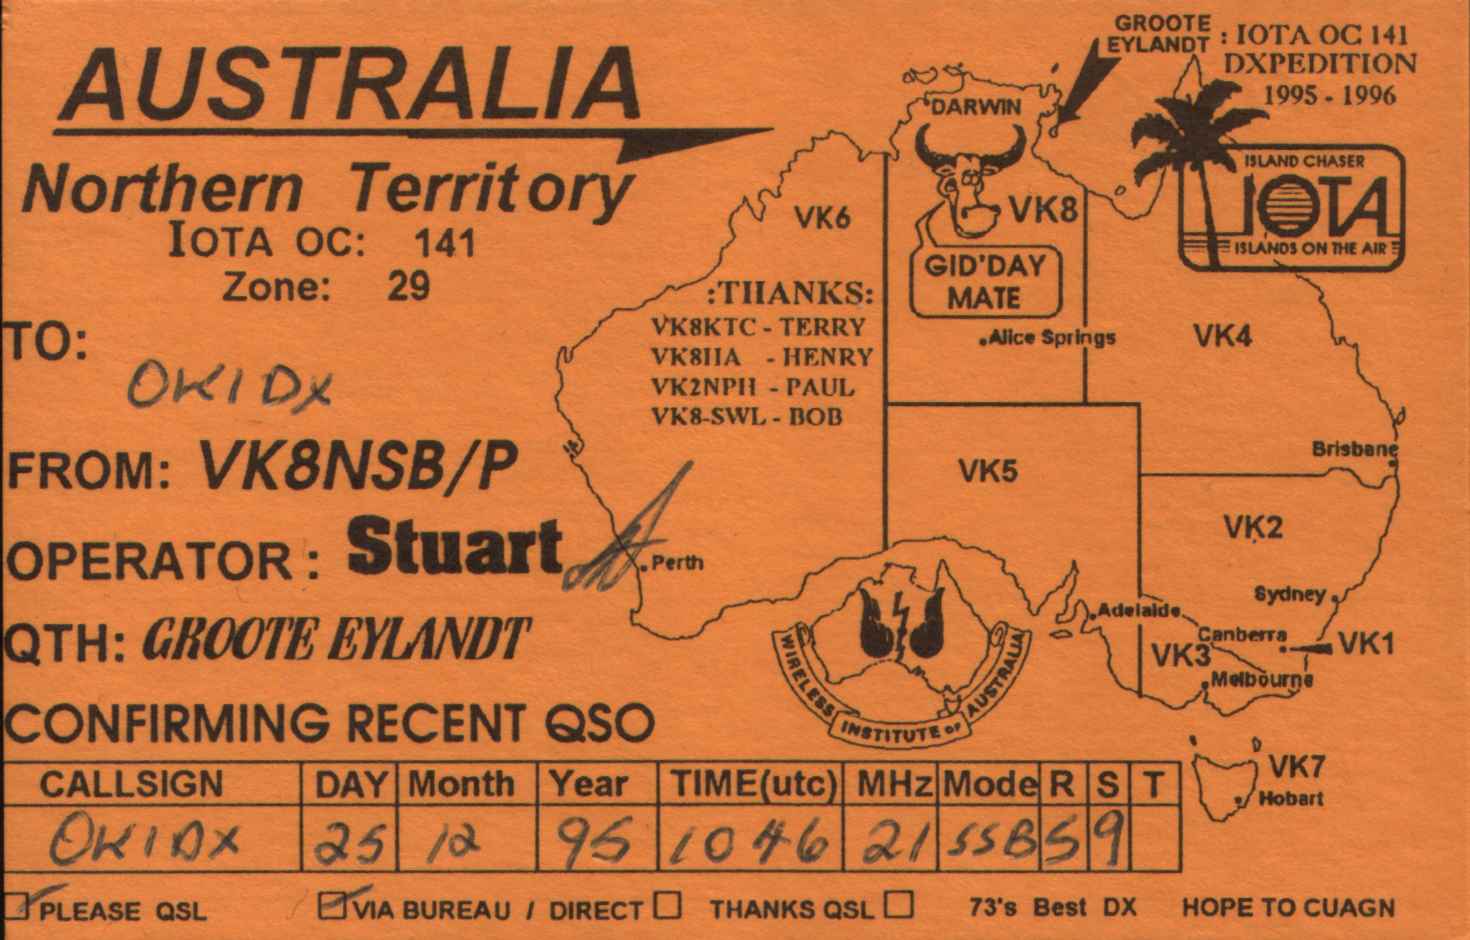 AUSTRALIA
Northern Territory
IOTA OC: 141
Zone: 29
TO:
OK1DX
FROM: VK8NSB/P
OPERATOR: Stuart
QTH: GROOTE EYLANDT
CONFIRMING RECENT QSO
GROOTE EYLANDT : IOTA OC 141
DXPEDITION
1995 - 1996
ISLAND CHASER
IOTA
ISLANDS ON THE AIR
DARWIN
VK8
GID'DAY
MATE
Alice Springs
VK6
:THANKS:
VK8KTC - TERRY
VK8HA - HENRY
VK2NPH - PAUL
VK8-SWL - BOB
VK4
Brisbane
VK5
VK2
Perth
Sydney
Adelaide
Canberra
VK1
VK3
Melbourne
WIRELESS INSTITUTE OF AUSTRALIA
VK7
Hobart
CALLSIGN DAY Month Year TIME(utc) MHz Mode R S T
OK1DX 25 12 95 1046 21 SSB 5 9
PLEASE QSL VIA BUREAU / DIRECT THANKS QSL 73's Best DX HOPE TO CUAGN